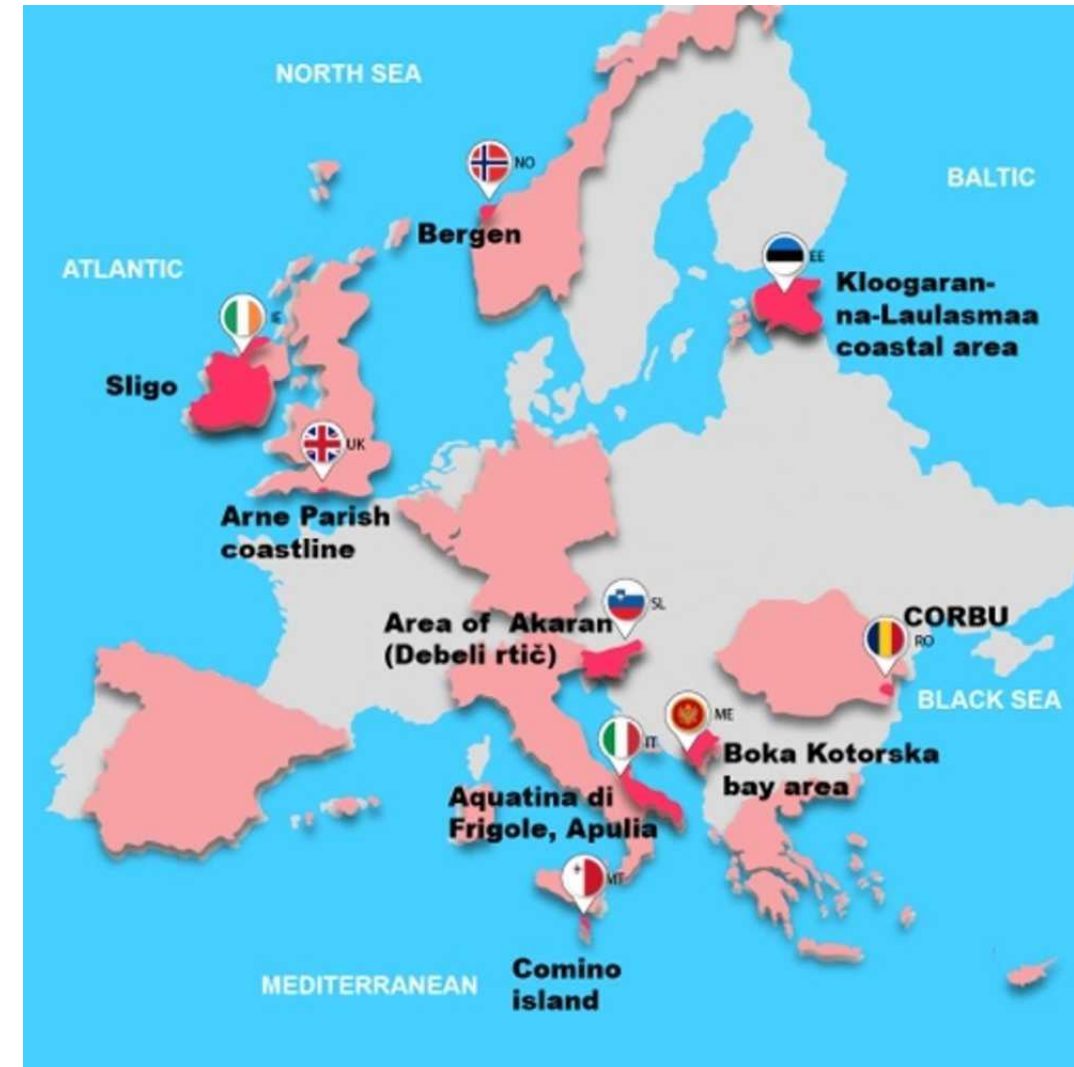 NORTH SEA
NO
BALTIC
Bergen
ATLANTIC
EE
Kloogaran-
na-Laulasmaa
coastal area
IE
Sligo
UK
Arne Parish
coastline
SL
Area of Akaran
(Debeli rtič)
CORBU
RO
BLACK SEA
ME
Boka Kotorska
bay area
IT
Aquatina di
Frigole, Apulia
MT
Comino
island
MEDITERRANEAN